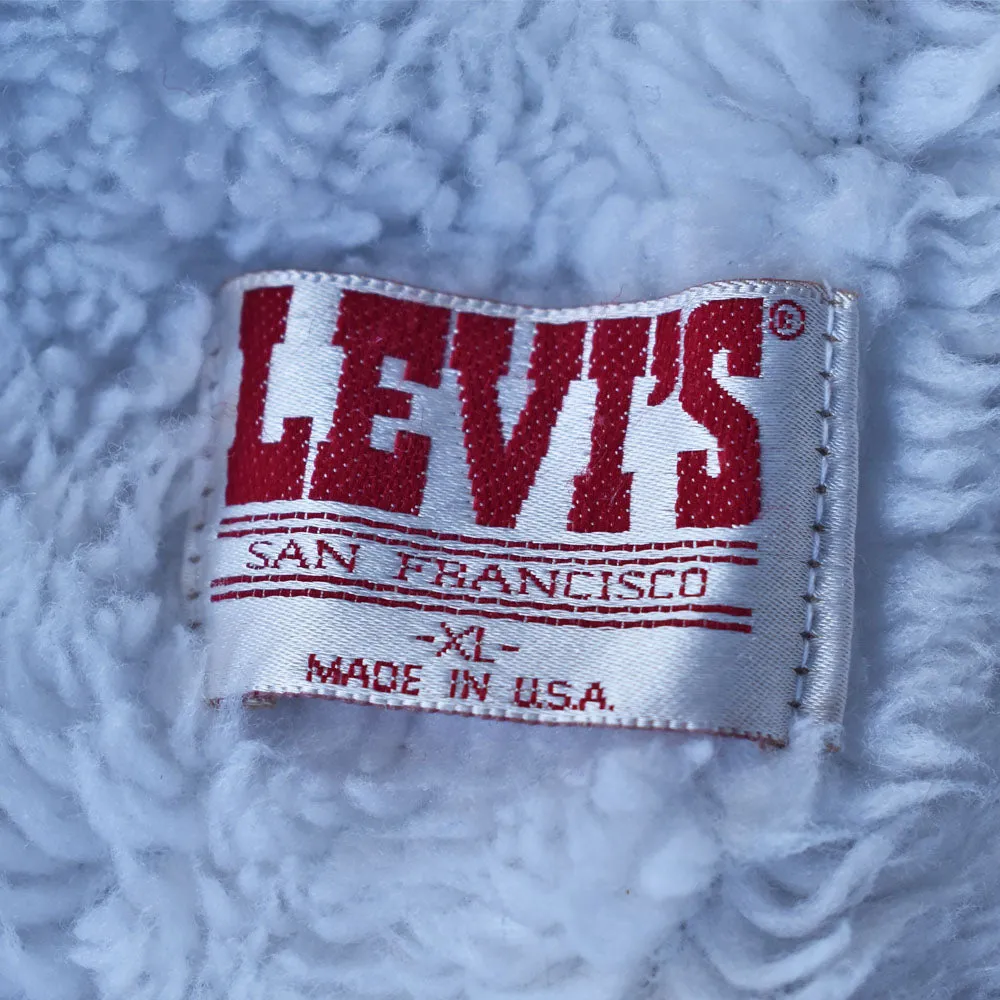 LEVI'S®
SAN FRANCISCO
-XL-
MADE IN U.S.A.